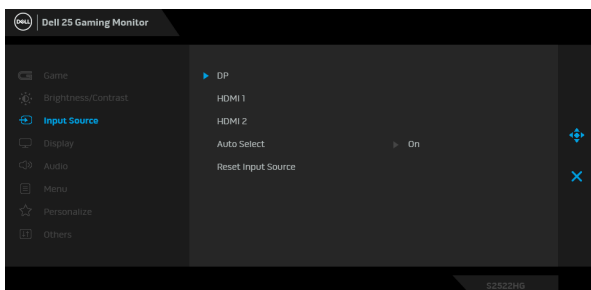 DELL
Dell 25 Gaming Monitor
Game
Brightness/Contrast
Input Source
Display
Audio
Menu
Personalize
Others
DP
HDMI 1
HDMI 2
Auto Select On
Reset Input Source
S2522HG